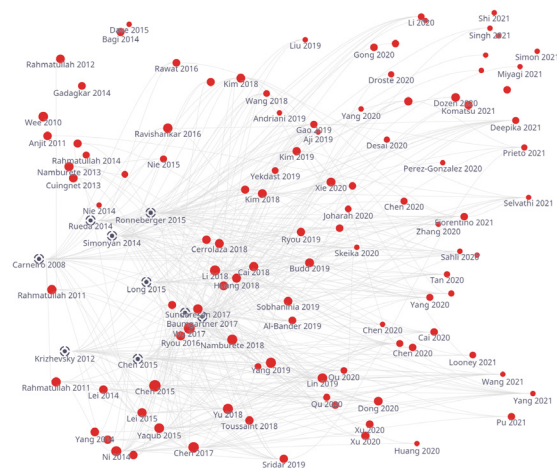 Li 2020
Shi 2021
Dave 2015
Bagi 2014
Singh 2021
Liu 2019
Gong 2020
Simon 2021
Rahmatullah 2012
Rawat 2016
Miyagi 2021
Droste 2020
Kim 2018
Gadagkar 2014
Wang 2018
Dozen 2020
Komatsu 2021
Andriani 2019
Yang 2020
Wee 2010
Deepika 2021
Gao 2019
Aji 2019
Ravishankar 2016
Anjit 2011
Desai 2020
Prieto 2021
Kim 2019
Rahmatullah 2014
Nie 2015
Perez-Gonzalez 2020
Namburete 2013
Yekdast 2019
Cuingnet 2013
Xie 2020
Kim 2018
Selvathi 2021
Chen 2020
Nie 2014
Joharah 2020
Ronneberger 2015
Fiorentino 2021
Rueda 2014
Zhang 2020
Simonyan 2014
Ryou 2019
Cerrolaza 2018
Skeika 2020
Sahli 2020
Carneiro 2008
Cai 2018
Budd 2019
Li 2018
Tan 2020
Huang 2018
Long 2015
Rahmatullah 2011
Yang 2020
Sobhaninia 2019
Sundaresan 2017
Baumgartner 2017
Al-Bander 2019
Chen 2020
Wu 2017
Cai 2020
Ryou 2016
Namburete 2018
Chen 2020
Krizhevsky 2012
Looney 2021
Chen 2015
Yang 2019
Qu 2020
Wang 2021
Lin 2019
Rahmatullah 2011
Chen 2015
Lei 2014
Yang 2021
Qu 2020
Dong 2020
Lei 2015
Yu 2018
Pu 2021
Toussaint 2018
Yang 2014
Yaqub 2015
Xu 2020
Xu 2020
Huang 2020
Ni 2014
Chen 2017
Sridar 2019